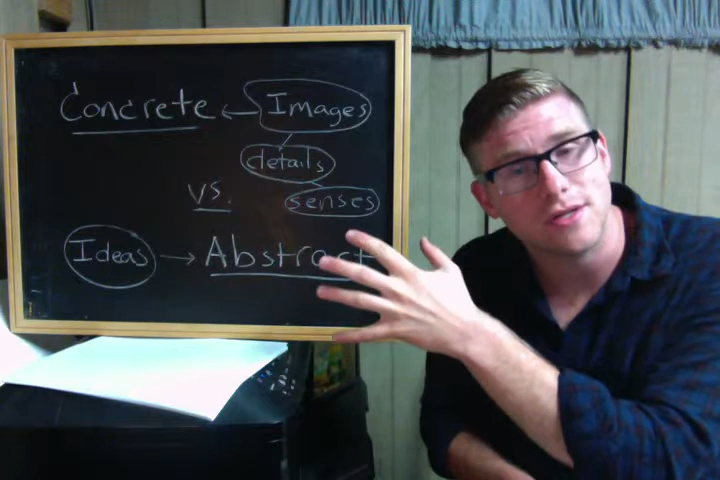 Concrete ← Images
details
vs. senses
Ideas → Abstract